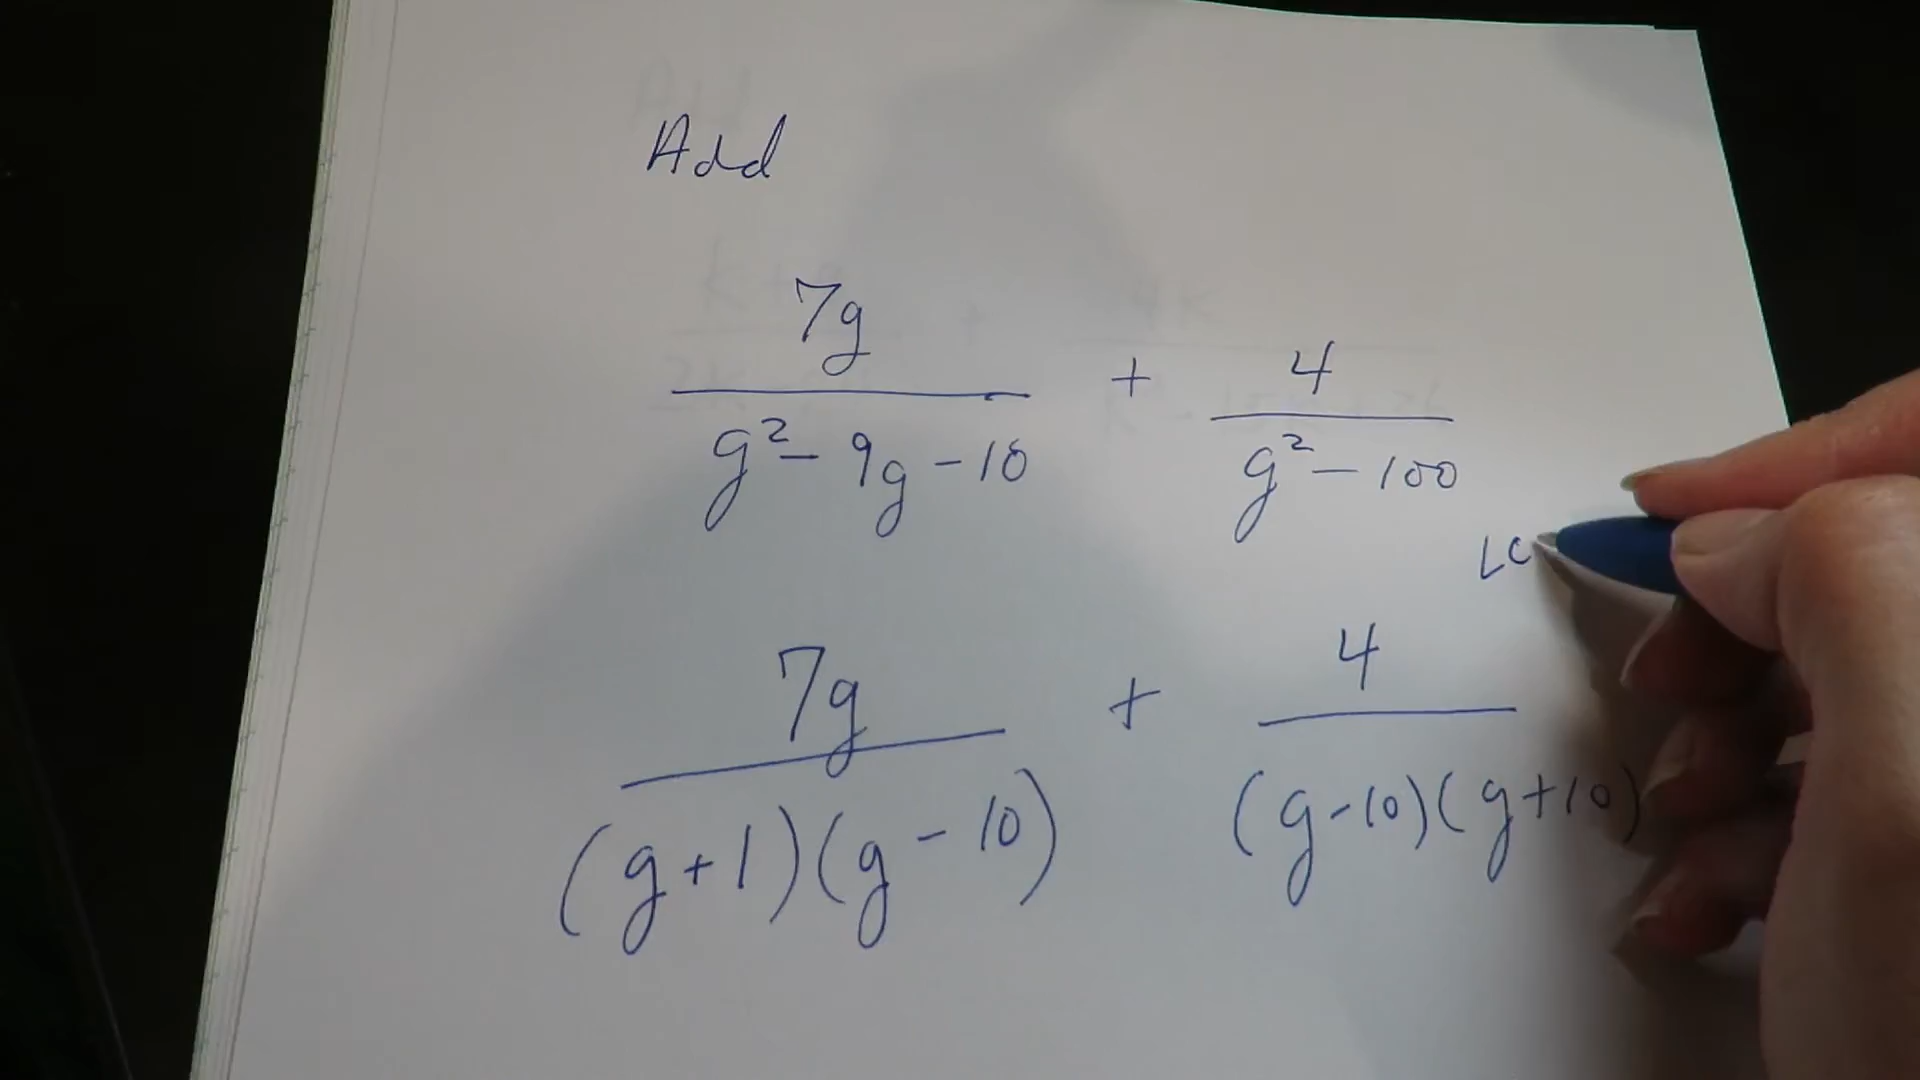 Add
7g
g² - 9g - 10
+
4
g² - 100
LC
7g
(g+1)(g - 10)
+
4
(g-10)(g+10)